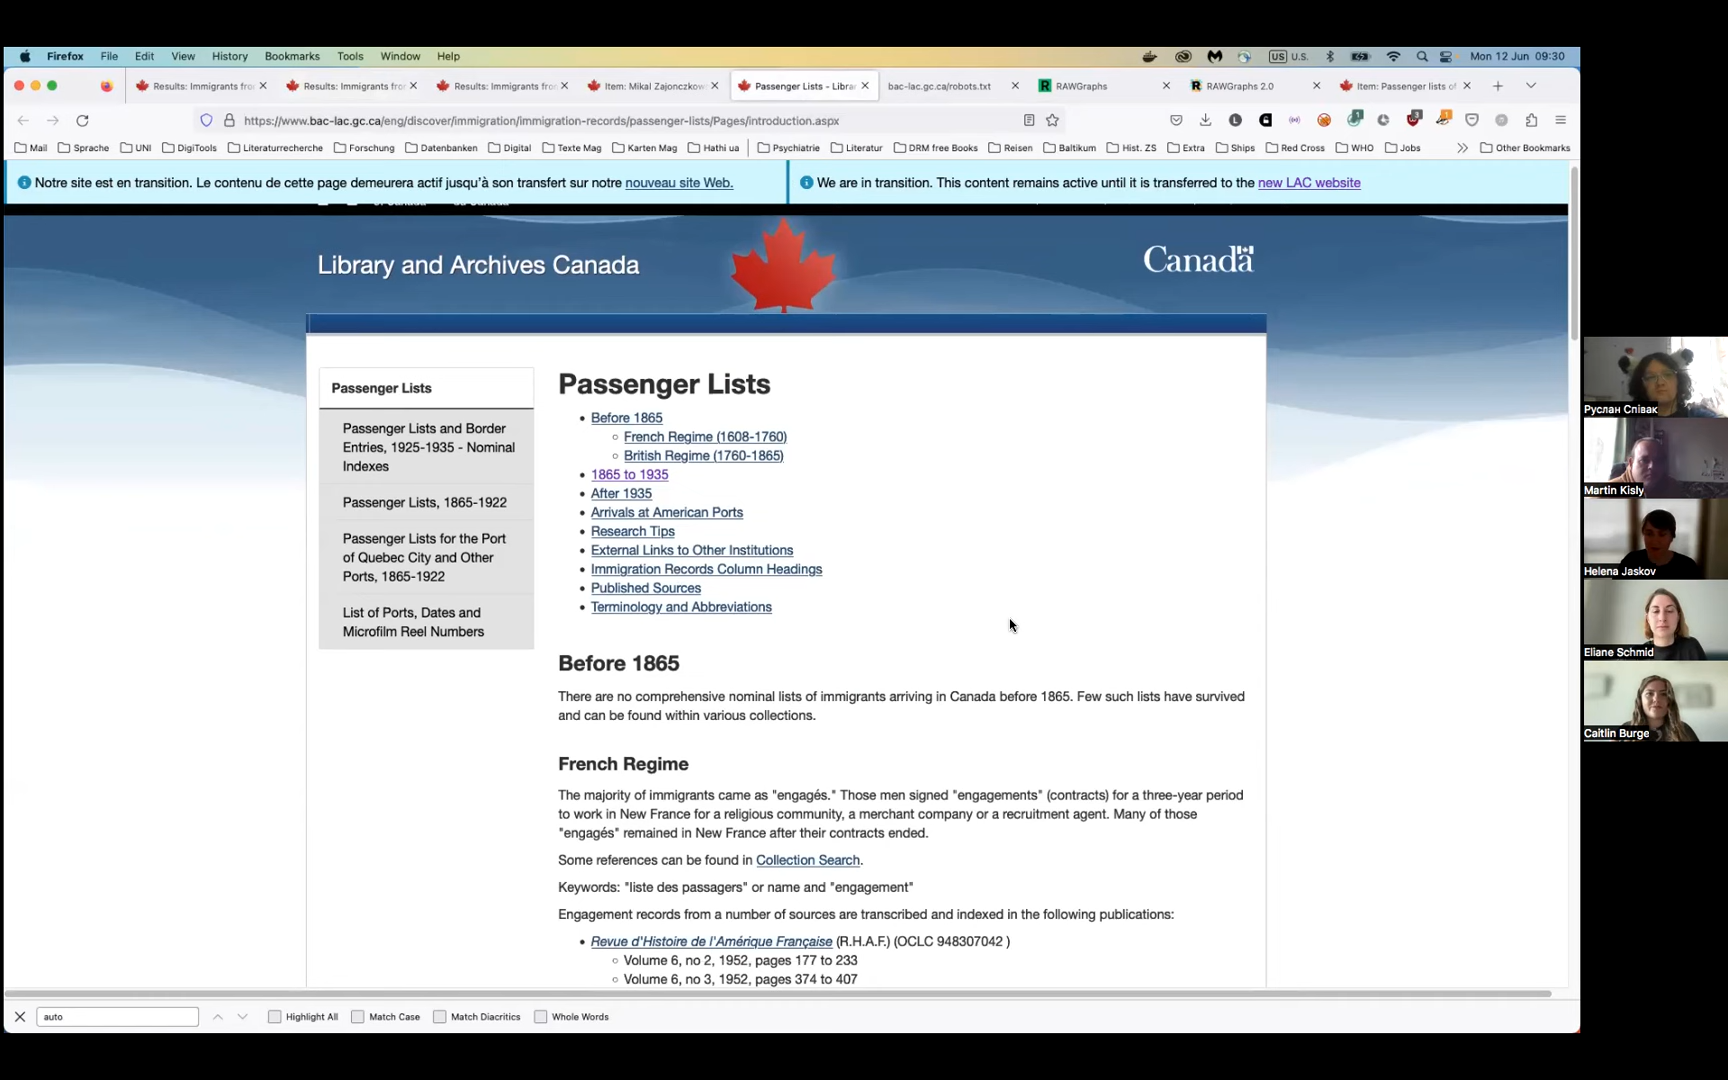 Firefox File Edit View History Bookmarks Tools Window Help
US U.S. Mon 12 Jun 09:30
Results: Immigrants fro Results: Immigrants fro Results: Immigrants fro Item: Mikal Zajonczkow Passenger Lists - Libra bac-lac.gc.ca/robots.txt RAWGraphs RAWGraphs 2.0 Item: Passenger lists of
https://www.bac-lac.gc.ca/eng/discover/immigration/immigration-records/passenger-lists/Pages/introduction.aspx
Mail Sprache UNI DigiTools Literaturrecherche Forschung Datenbanken Digital Texte Mag Karten Mag Hathi ua Psychiatrie Literatur DRM free Books Reisen Baltikum Hist. ZS Extra Ships Red Cross WHO Jobs Other Bookmarks
Notre site est en transition. Le contenu de cette page demeurera actif jusqu'à son transfert sur notre nouveau site Web.
We are in transition. This content remains active until it is transferred to the new LAC website
Library and Archives Canada
Canada
Passenger Lists
Passenger Lists and Border
Entries, 1925-1935 - Nominal
Indexes
Passenger Lists, 1865-1922
Passenger Lists for the Port
of Quebec City and Other
Ports, 1865-1922
List of Ports, Dates and
Microfilm Reel Numbers
Passenger Lists
Before 1865
French Regime (1608-1760)
British Regime (1760-1865)
1865 to 1935
After 1935
Arrivals at American Ports
Research Tips
External Links to Other Institutions
Immigration Records Column Headings
Published Sources
Terminology and Abbreviations
Before 1865
There are no comprehensive nominal lists of immigrants arriving in Canada before 1865. Few such lists have survived
and can be found within various collections.
French Regime
The majority of immigrants came as "engagés." Those men signed "engagements" (contracts) for a three-year period
to work in New France for a religious community, a merchant company or a recruitment agent. Many of those
"engagés" remained in New France after their contracts ended.
Some references can be found in Collection Search.
Keywords: "liste des passagers" or name and "engagement"
Engagement records from a number of sources are transcribed and indexed in the following publications:
Revue d'Histoire de l'Amérique Française (R.H.A.F.) (OCLC 948307042 )
Volume 6, no 2, 1952, pages 177 to 233
Volume 6, no 3, 1952, pages 374 to 407
auto Highlight All Match Case Match Diacritics Whole Words
Руслан Співак
Martin Kisly
Helena Jaskov
Eliane Schmid
Caitlin Burge